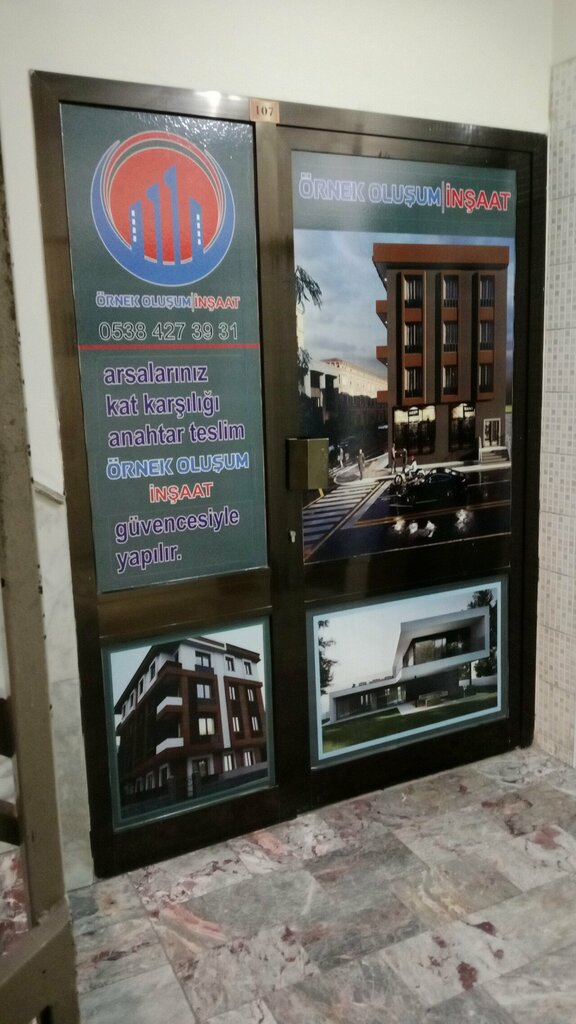 107
ÖRNEK OLUŞUM|İNŞAAT
0538 427 39 31
arsalarınız
kat karşılığı
anahtar teslim
ÖRNEK OLUŞUM
İNŞAAT
güvencesiyle
yapılır.
ÖRNEK OLUŞUM|İNŞAAT